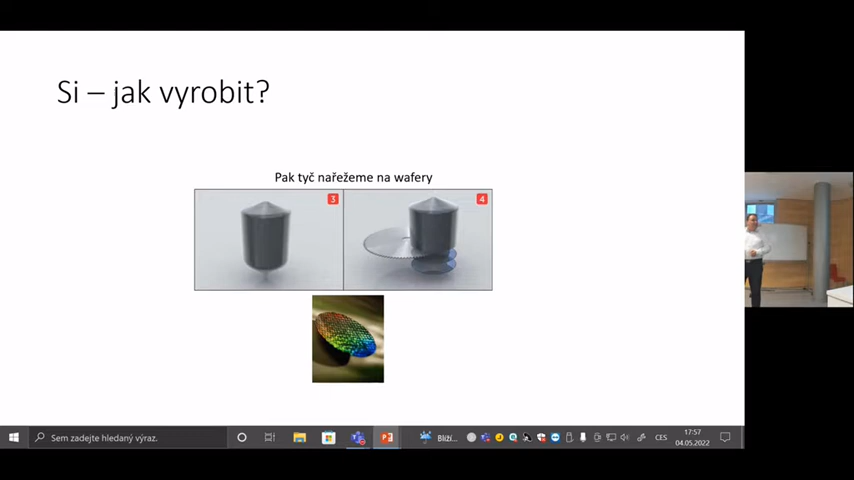 Si – jak vyrobit?
Pak tyč nařežeme na wafery
3
4
Sem zadejte hledaný výraz.
Blíží...
CES
17:57
04.05.2022